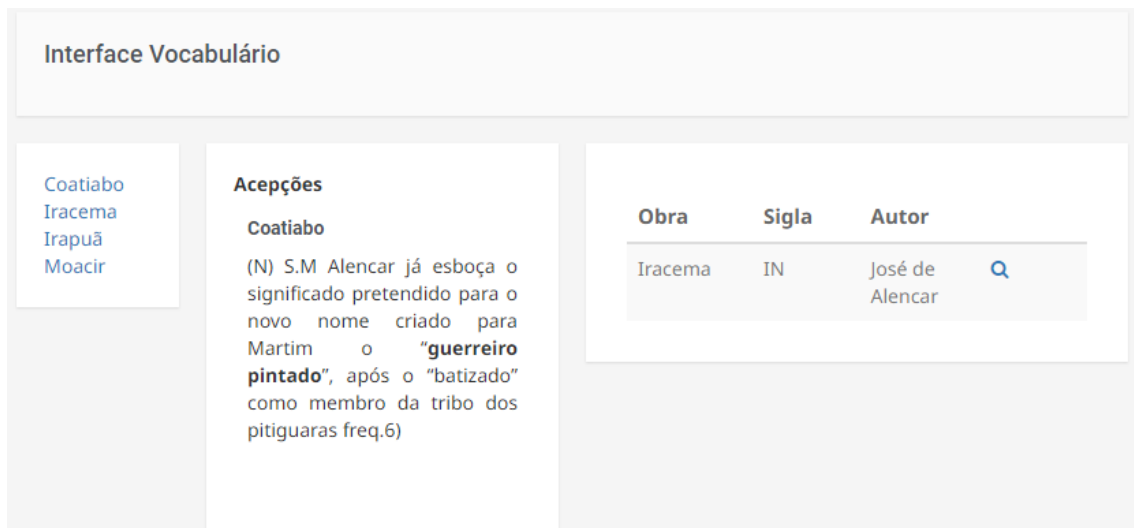 Interface Vocabulário
Coatiabo
Iracema
Irapuã
Moacir
Acepções
Coatiabo
(N) S.M Alencar já esboça o
significado pretendido para o
novo nome criado para
Martim o “guerreiro
pintado”, após o “batizado”
como membro da tribo dos
pitiguaras freq.6)
Obra Sigla Autor
Iracema IN José de
Alencar